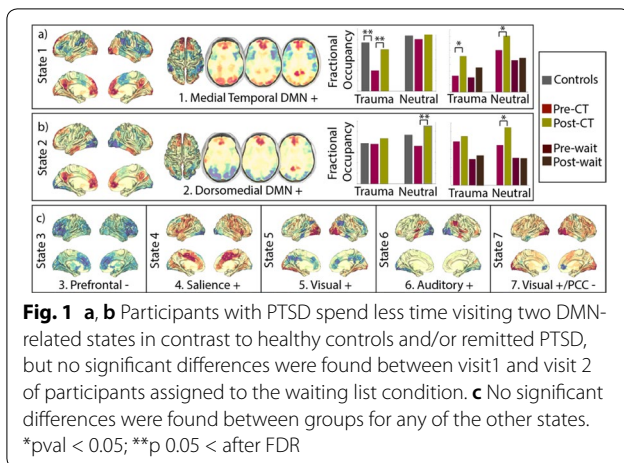 a)
State 1
1. Medial Temporal DMN +
Fractional
Occupancy
**
**
Trauma
Neutral
*
*
Trauma
Neutral
Controls
Pre-CT
Post-CT
Pre-wait
Post-wait
b)
State 2
2. Dorsomedial DMN +
Fractional
Occupancy
**
Trauma
Neutral
*
Trauma
Neutral
c)
State 3
3. Prefrontal -
State 4
4. Salience +
State 5
5. Visual +
State 6
6. Auditory +
State 7
7. Visual +/PCC -
Fig. 1 a, b Participants with PTSD spend less time visiting two DMN-
related states in contrast to healthy controls and/or remitted PTSD,
but no significant differences were found between visit1 and visit 2
of participants assigned to the waiting list condition. c No significant
differences were found between groups for any of the other states.
*pval < 0.05; **p 0.05 < after FDR